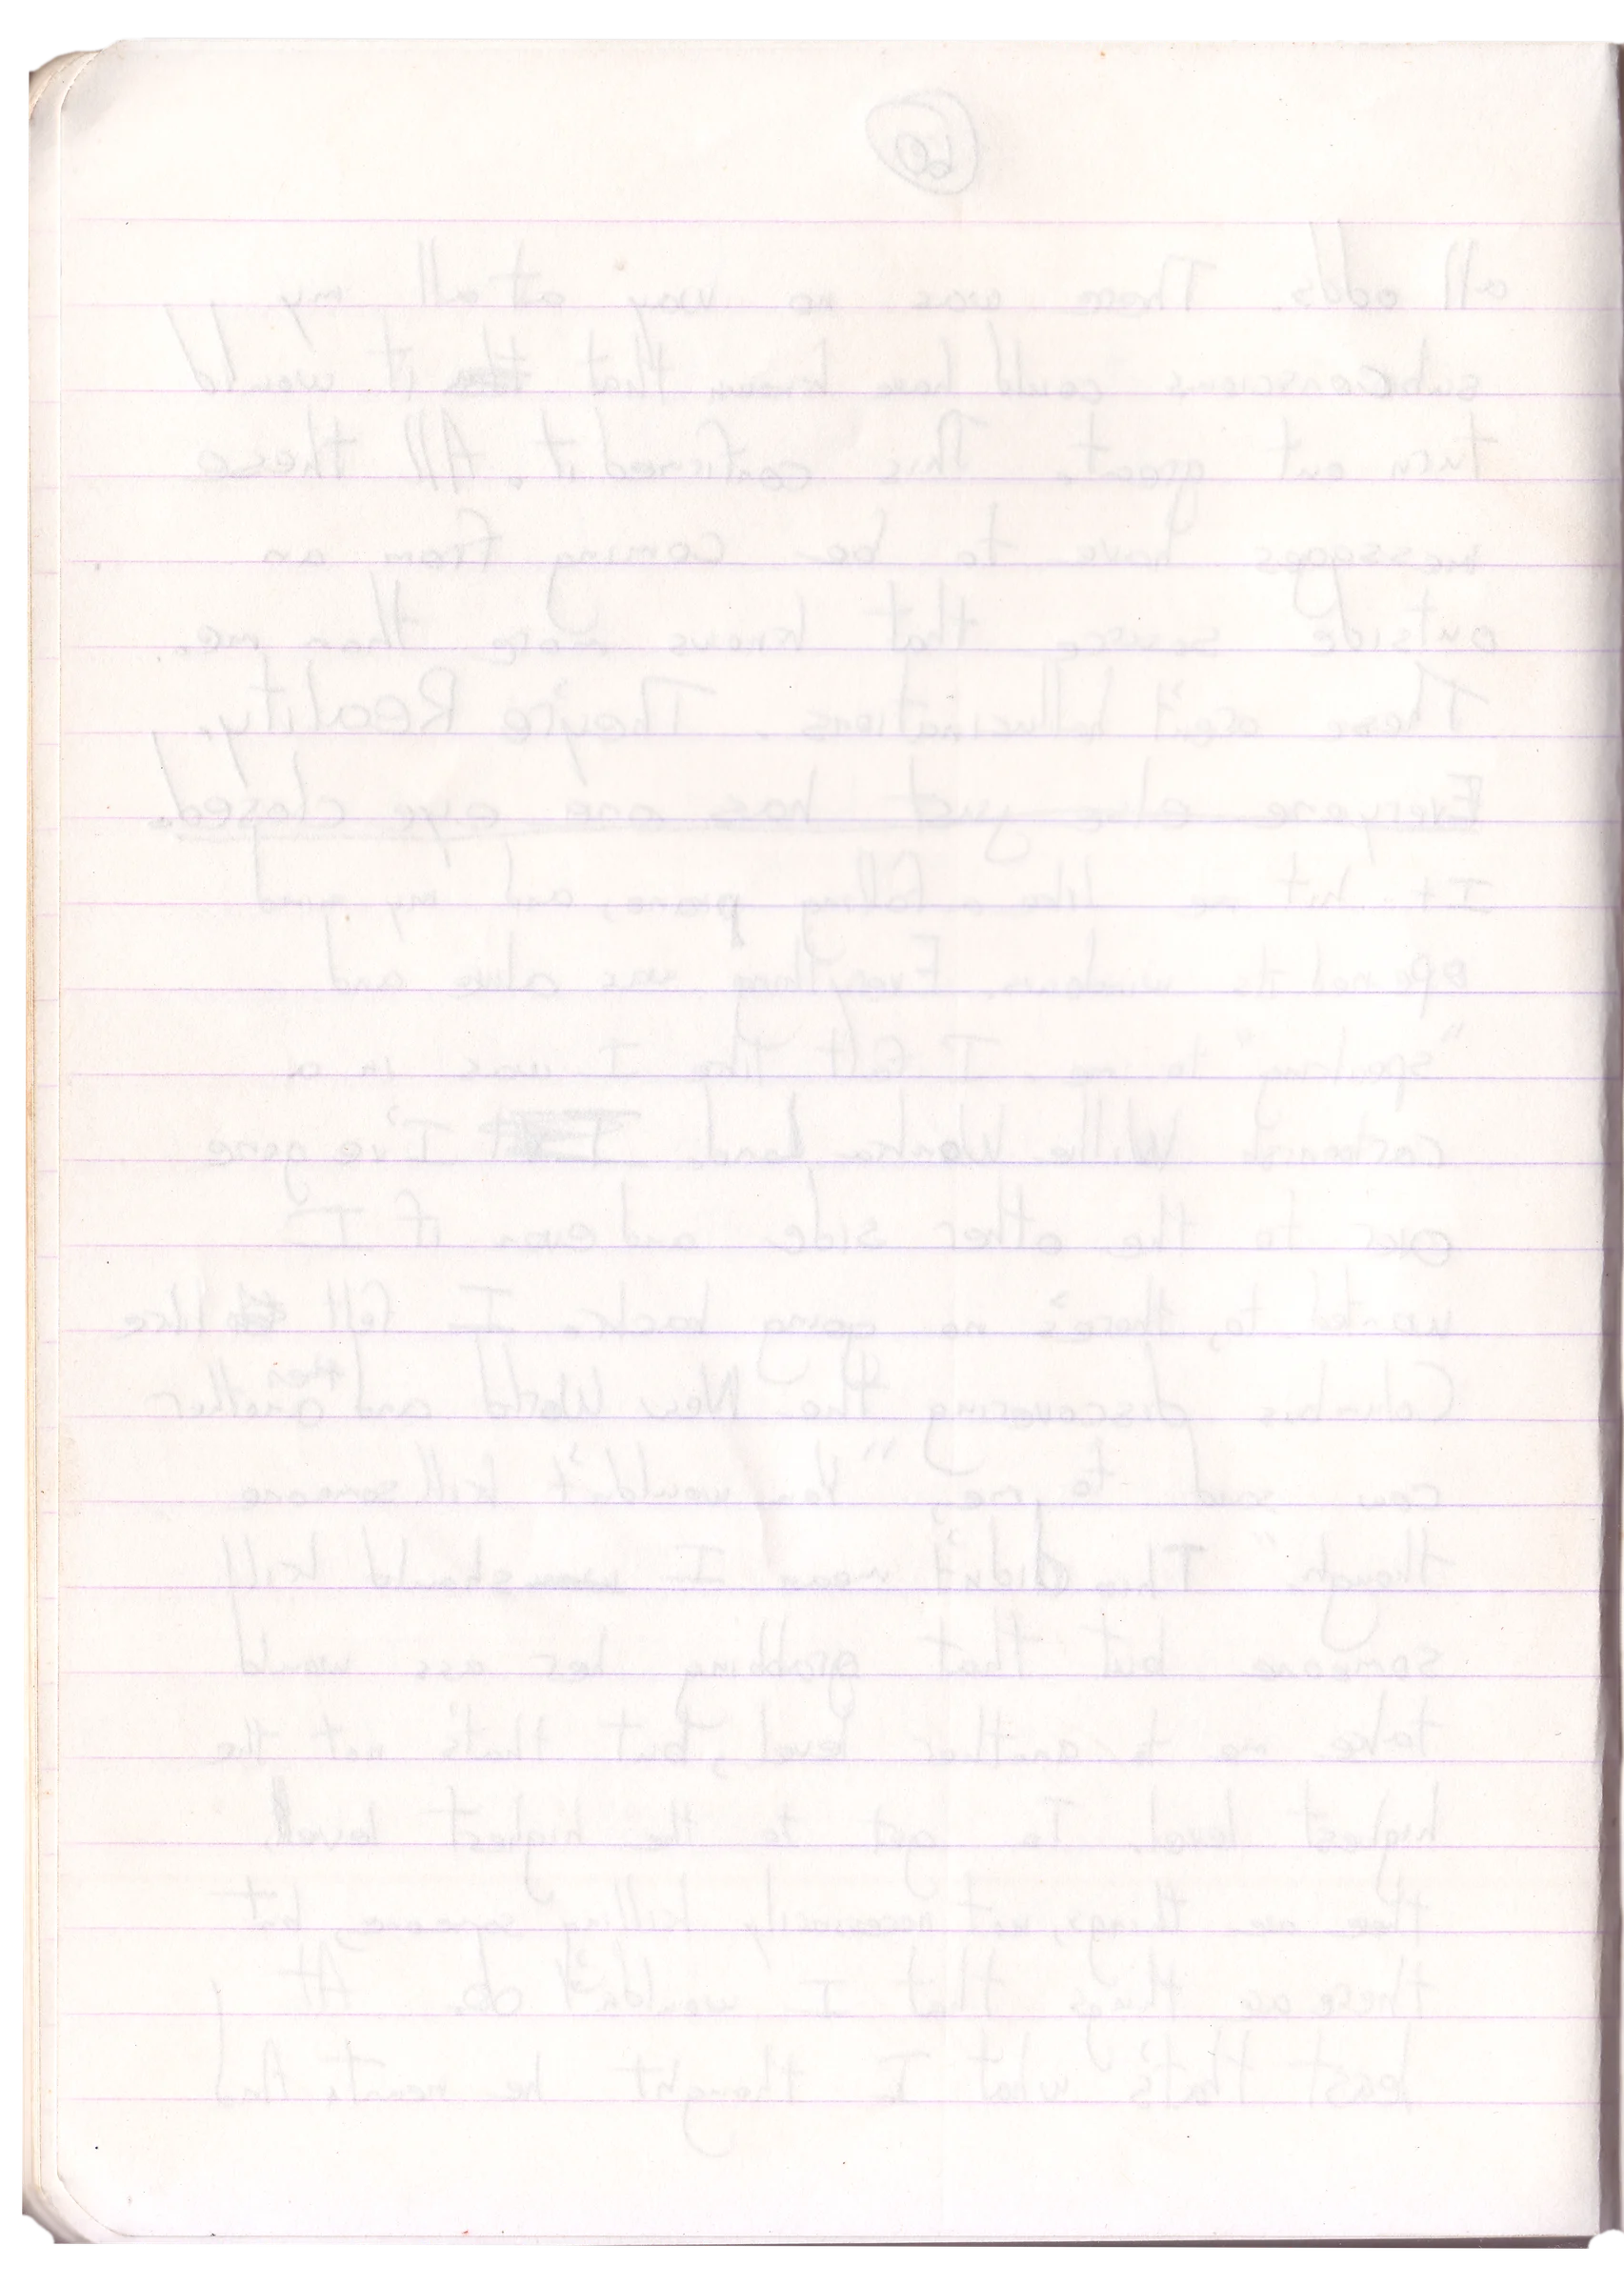 60
all odds. There was no way at all my
subconscious could have known that it would
turn out great. This confirmed it. All these
messages have to be coming from an
outside source that knows more than me.
These aren't hallucinations. They're Reality.
Everyone else just has one eye closed.
It hit me like a falling piano, and my mind
opened its windows. Everything was alive and
"speaking" to me. I felt like I was in a
cartoonish Willie Wonka land. I've gone
over to the other side and even if I
wanted to, there's no going back. I felt like
Columbus discovering the New World and then another
said to me, "You wouldn't kill someone
though." This didn't mean I should kill
someone but that grabbing her ass would
take me to another level, but that's not the
highest level. To get to the highest level,
there are things, not necessarily killing someone, but
there are things that I wouldn't do. At
least that's what I thought he meant. And